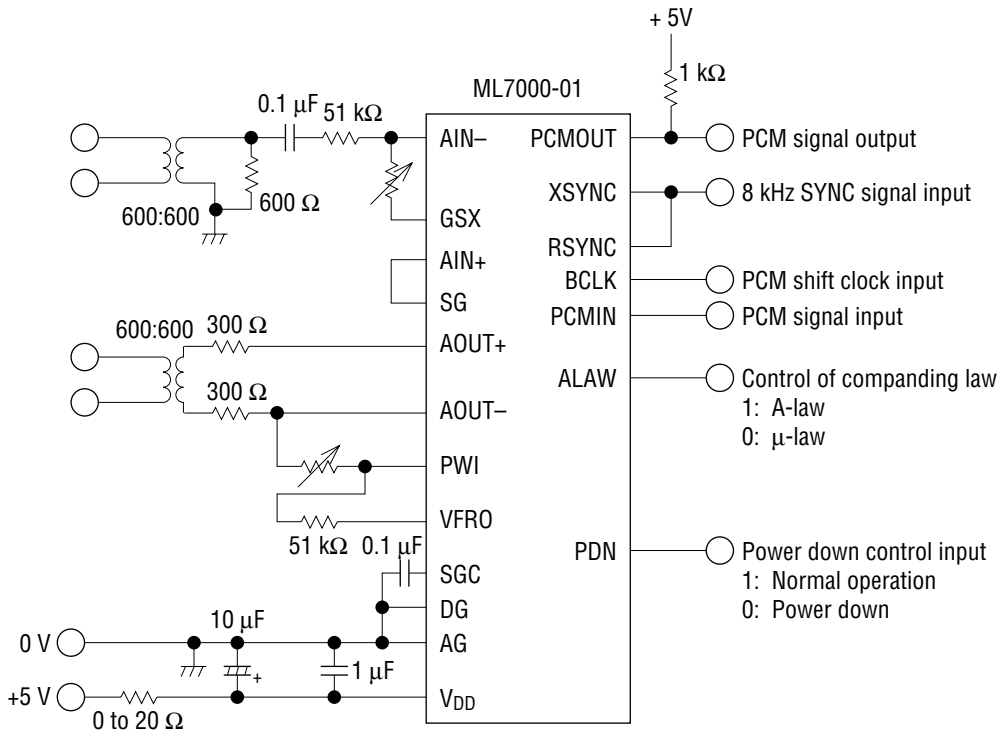 + 5V
1 kΩ
ML7000-01
0.1 μF
51 kΩ
600 Ω
600:600
AIN–
GSX
AIN+
SG
AOUT+
AOUT–
PWI
VFRO
SGC
DG
AG
VDD
PCMOUT
XSYNC
RSYNC
BCLK
PCMIN
ALAW
PDN
PCM signal output
8 kHz SYNC signal input
PCM shift clock input
PCM signal input
Control of companding law
1: A-law
0: μ-law
Power down control input
1: Normal operation
0: Power down
600:600
300 Ω
300 Ω
51 kΩ
0.1 μF
0 V
10 μF
+
1 μF
+5 V
0 to 20 Ω